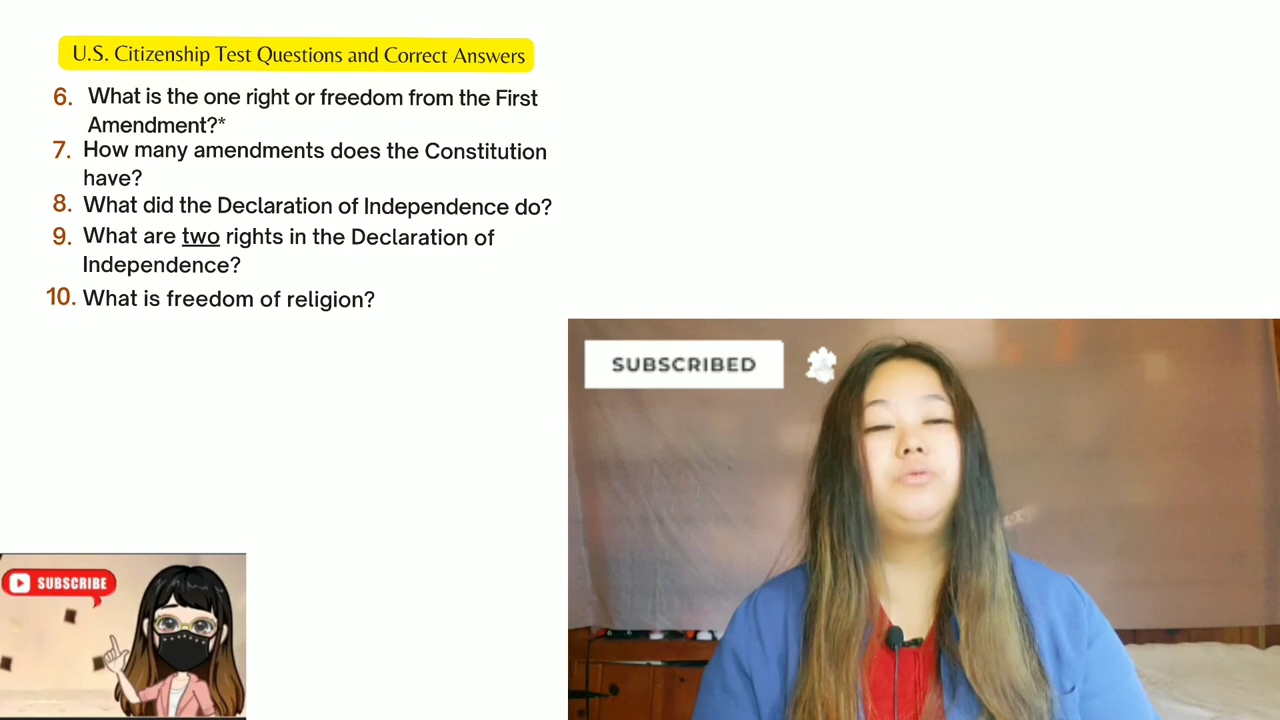 U.S. Citizenship Test Questions and Correct Answers
6. What is the one right or freedom from the First
Amendment?*
7. How many amendments does the Constitution
have?
8. What did the Declaration of Independence do?
9. What are two rights in the Declaration of
Independence?
10. What is freedom of religion?
SUBSCRIBED
SUBSCRIBE